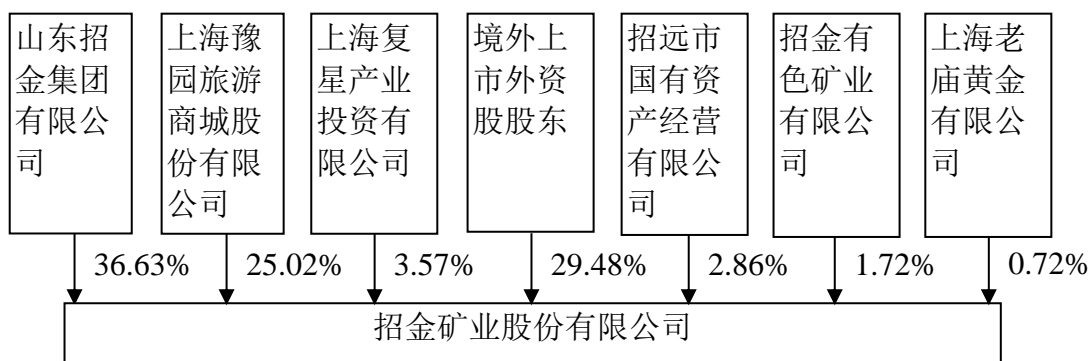 山东招
金集团
有限公
司
上海豫
园旅游
商城股
份有限
公司
上海复
星产业
投资有
限公司
境外上
市外资
股股东
招远市
国有资
产经营
有限公
司
招金有
色矿业
有限公
司
上海老
庙黄金
有限公
司
36.63%
25.02%
3.57%
29.48%
2.86%
1.72%
0.72%
招金矿业股份有限公司